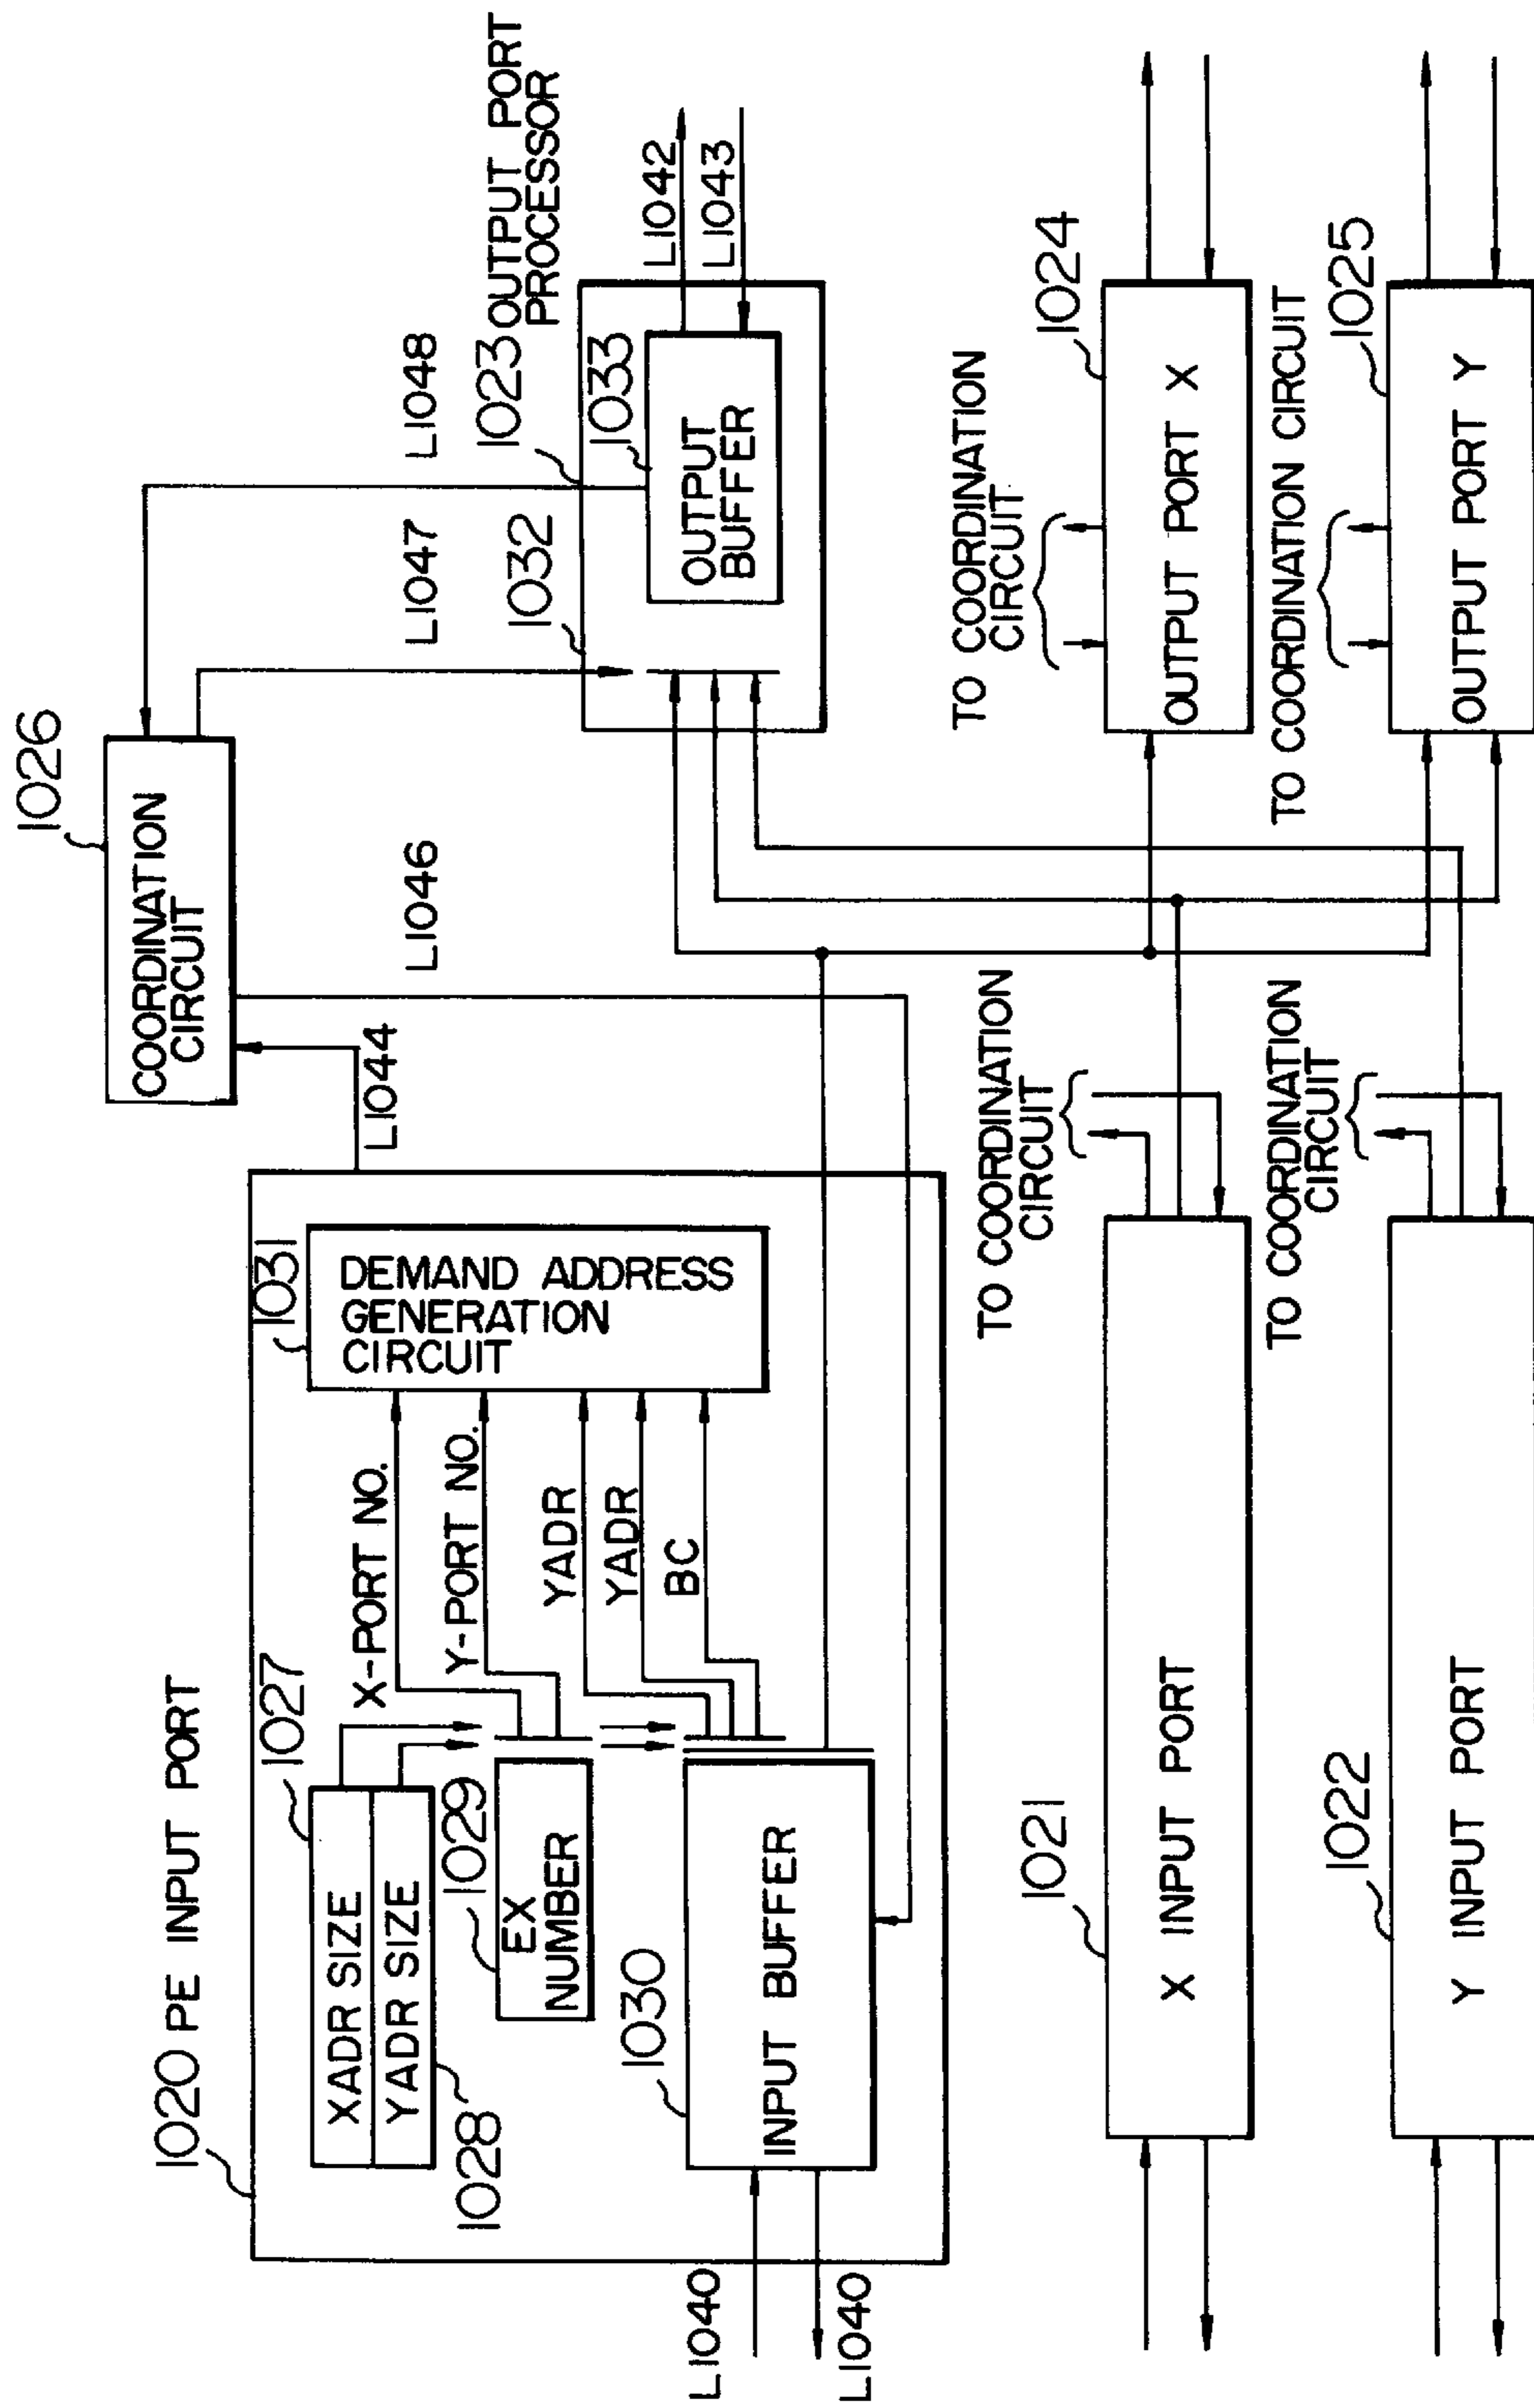 1020 PE INPUT PORT
XADR SIZE
YADR SIZE
1027
1028
1029
EX
NUMBER
1030
INPUT BUFFER
X-PORT NO.
Y-PORT NO.
YADR
YADR
BC
1031
DEMAND ADDRESS
GENERATION
CIRCUIT
L1040
L1040
L1044
1026
COORDINATION
CIRCUIT
L1046
L1047
L1048
1032
1023 OUTPUT PORT
PROCESSOR
1033
OUTPUT
BUFFER
L1042
L1043
1021
X INPUT PORT
TO COORDINATION
CIRCUIT
TO COORDINATION
CIRCUIT
1024
OUTPUT PORT X
1022
Y INPUT PORT
TO COORDINATION
CIRCUIT
TO COORDINATION CIRCUIT
1025
OUTPUT PORT Y